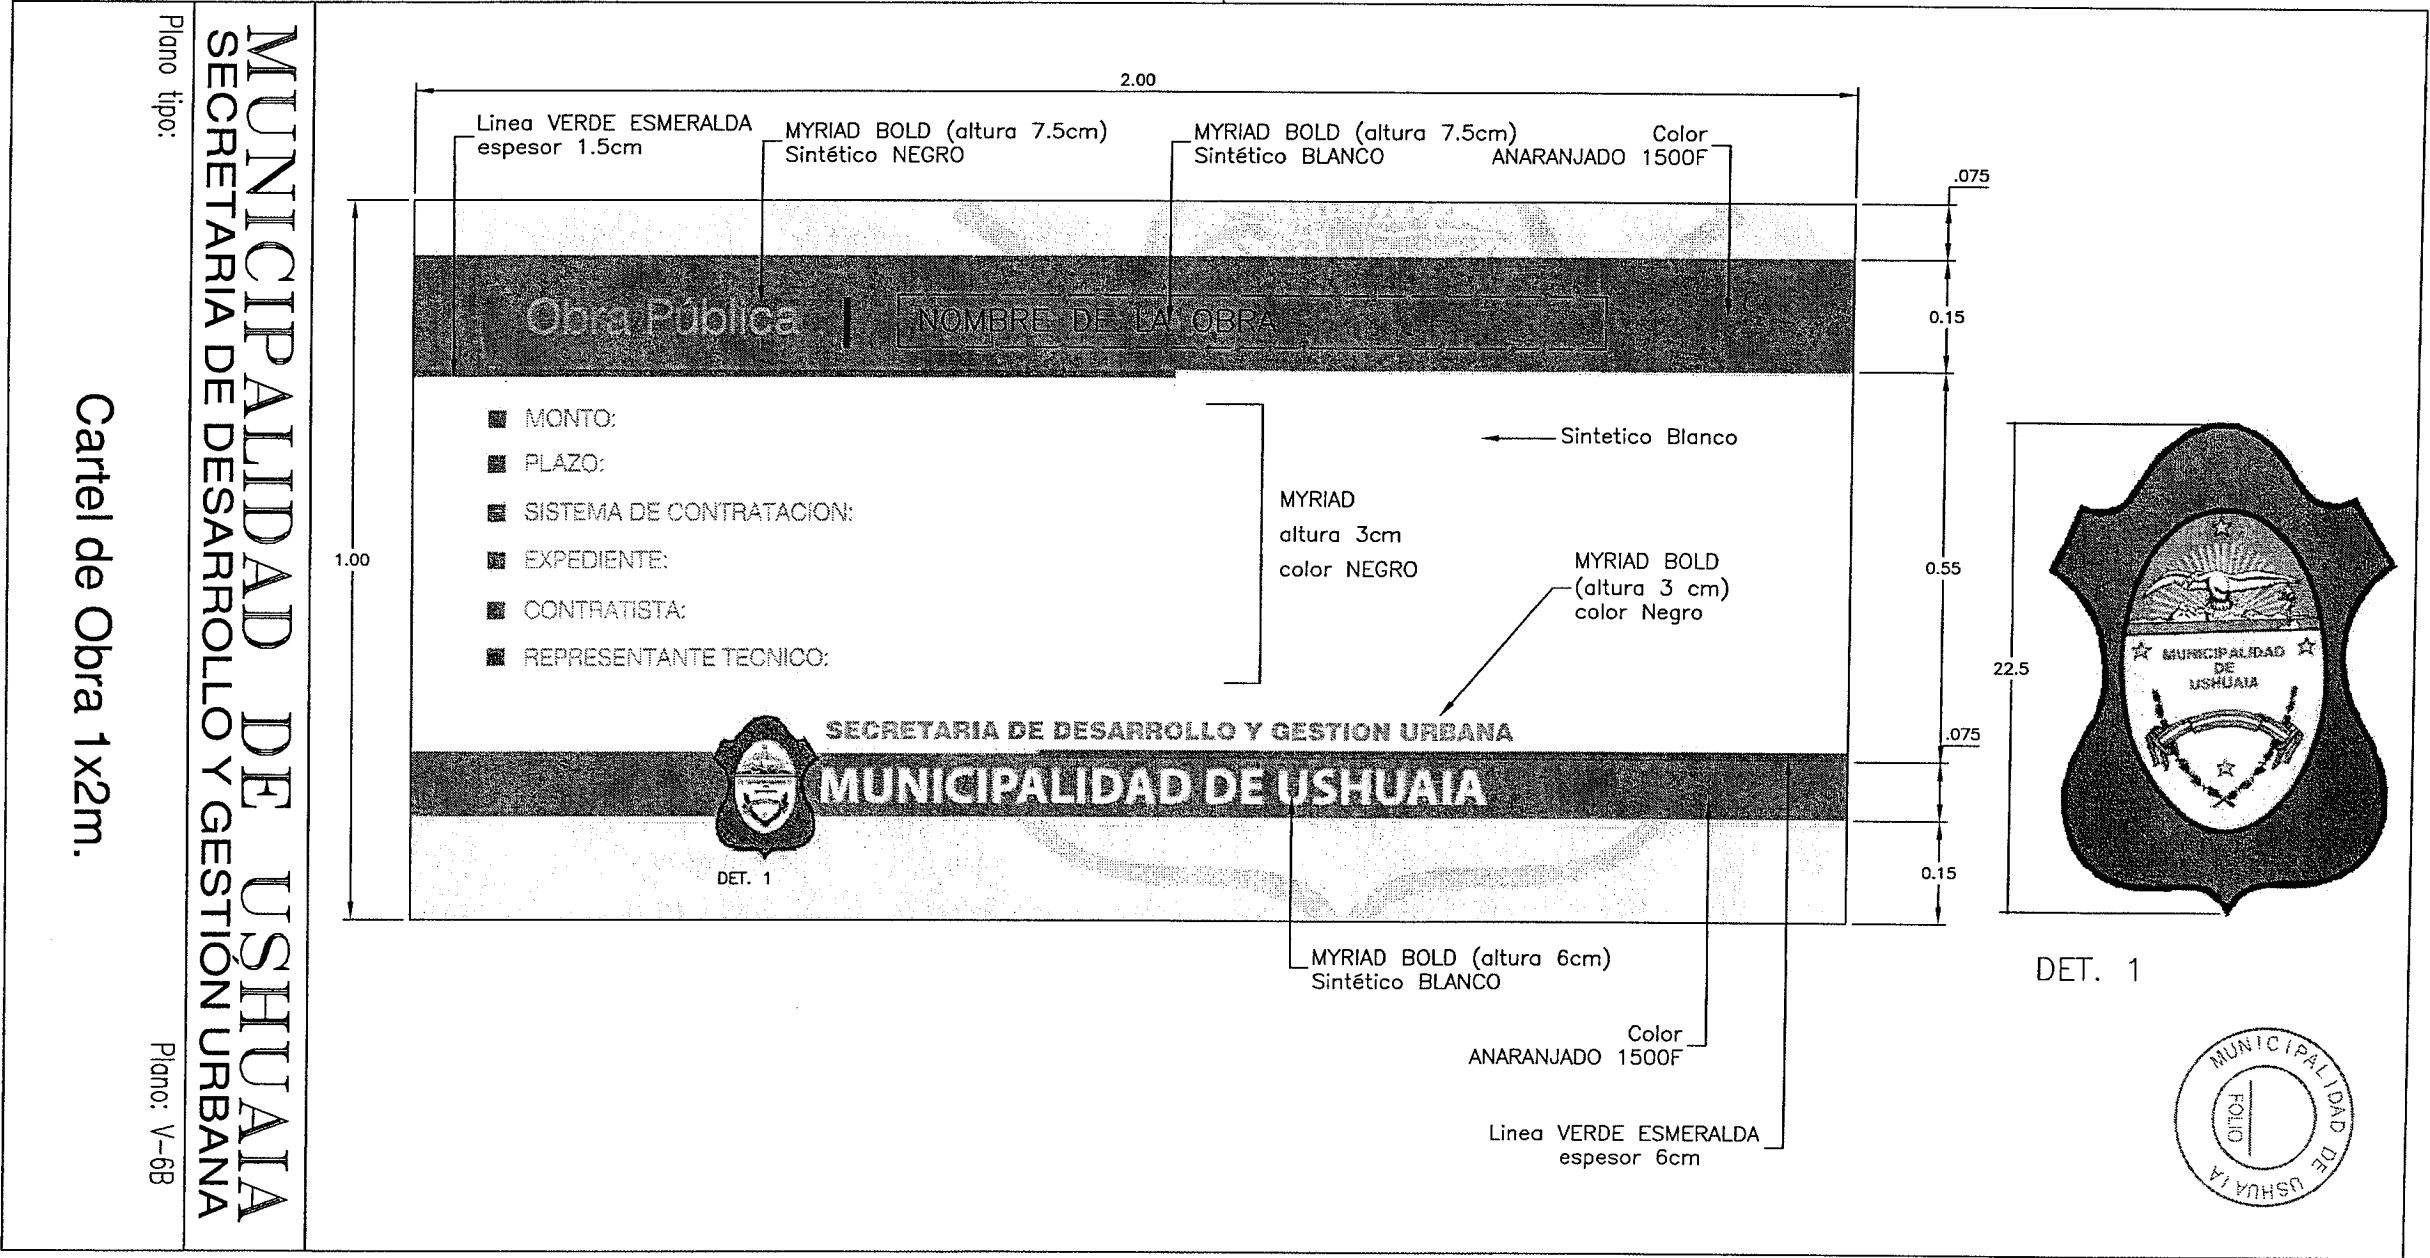 MUNICIPALIDAD DE USHUAIA
SECRETARIA DE DESARROLLO Y GESTIÓN URBANA
Plano tipo:
Plano: V-6B
Cartel de Obra 1x2m.
2.00
Linea VERDE ESMERALDA
espesor 1.5cm
MYRIAD BOLD (altura 7.5cm)
Sintético NEGRO
MYRIAD BOLD (altura 7.5cm)
Sintético BLANCO
Color
ANARANJADO 1500F
.075
Obra Pública
NOMBRE DE LA OBRA
0.15
MONTO:
PLAZO:
SISTEMA DE CONTRATACION:
EXPEDIENTE:
CONTRATISTA:
REPRESENTANTE TECNICO:
Sintetico Blanco
MYRIAD
altura 3cm
color NEGRO
MYRIAD BOLD
(altura 3 cm)
color Negro
1.00
0.55
SECRETARIA DE DESARROLLO Y GESTION URBANA
.075
MUNICIPALIDAD DE USHUAIA
DET. 1
0.15
MYRIAD BOLD (altura 6cm)
Sintético BLANCO
Color
ANARANJADO 1500F
Linea VERDE ESMERALDA
espesor 6cm
22.5
MUNICIPALIDAD
DE
USHUAIA
DET. 1
MUNICIPALIDAD DE USHUAIA
FOLIO